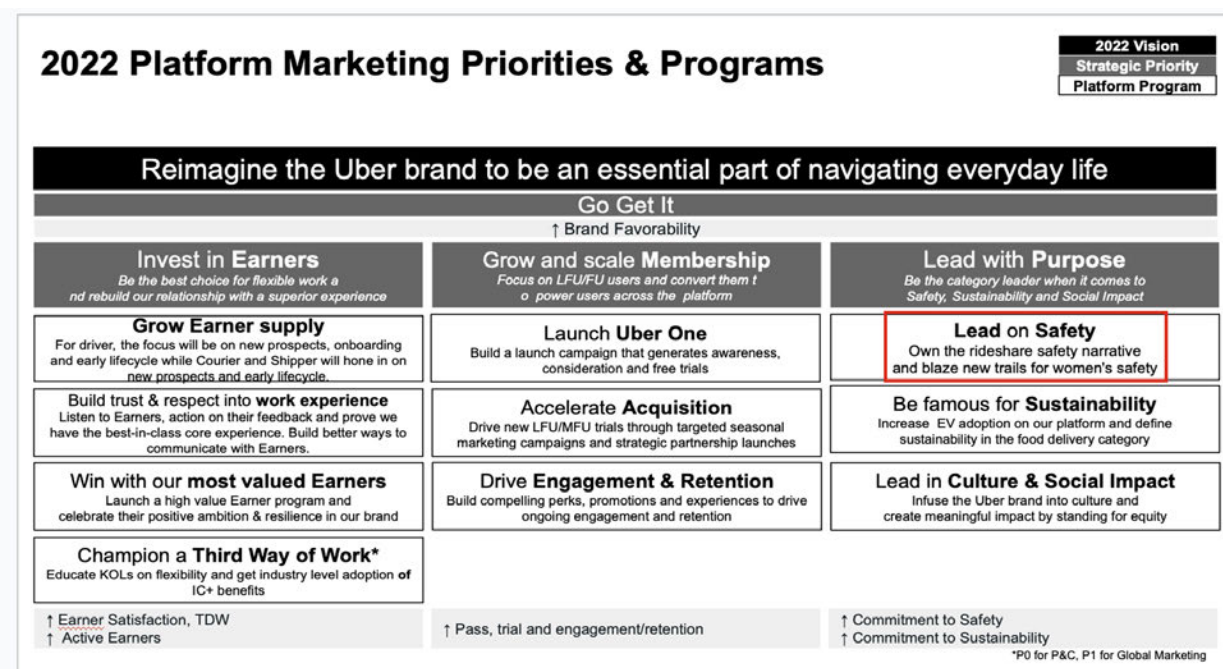 2022 Platform Marketing Priorities & Programs
2022 Vision
Strategic Priority
Platform Program
Reimagine the Uber brand to be an essential part of navigating everyday life
Go Get It
↑ Brand Favorability
Invest in Earners
Be the best choice for flexible work a
nd rebuild our relationship with a superior experience
Grow Earner supply
For driver, the focus will be on new prospects, onboarding
and early lifecycle while Courier and Shipper will hone in on
new prospects and early lifecycle.
Build trust & respect into work experience
Listen to Earners, action on their feedback and prove we
have the best-in-class core experience. Build better ways to
communicate with Earners.
Win with our most valued Earners
Launch a high value Earner program and
celebrate their positive ambition & resilience in our brand
Champion a Third Way of Work*
Educate KOLs on flexibility and get industry level adoption of
IC+ benefits
↑ Earner Satisfaction, TDW
↑ Active Earners
Grow and scale Membership
Focus on LFU/FU users and convert them t
o power users across the platform
Launch Uber One
Build a launch campaign that generates awareness,
consideration and free trials
Accelerate Acquisition
Drive new LFU/MFU trials through targeted seasonal
marketing campaigns and strategic partnership launches
Drive Engagement & Retention
Build compelling perks, promotions and experiences to drive
ongoing engagement and retention
↑ Pass, trial and engagement/retention
Lead with Purpose
Be the category leader when it comes to
Safety, Sustainability and Social Impact
Lead on Safety
Own the rideshare safety narrative
and blaze new trails for women's safety
Be famous for Sustainability
Increase EV adoption on our platform and define
sustainability in the food delivery category
Lead in Culture & Social Impact
Infuse the Uber brand into culture and
create meaningful impact by standing for equity
↑ Commitment to Safety
↑ Commitment to Sustainability
*P0 for P&C, P1 for Global Marketing